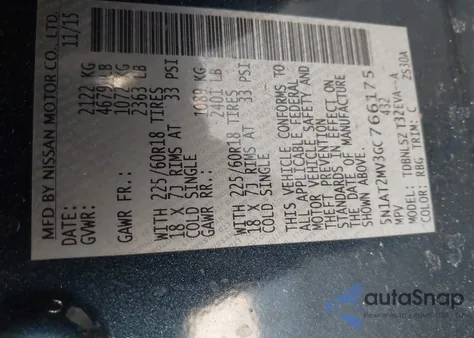 MFD BY NISSAN MOTOR CO., LTD.
DATE: 11/15
GVWR: 2122 KG
4679 LB
GAWR FR.: 1072 KG
2363 LB
WITH 225/60R18 TIRES
18 X 7J RIMS AT 33 PSI
COLD SINGLE
GAWR RR.: 1089 KG
2401 LB
WITH 225/60R18 TIRES
18 X 7J RIMS AT 33 PSI
COLD SINGLE
THIS VEHICLE CONFORMS TO
ALL APPLICABLE FEDERAL
MOTOR VEHICLE SAFETY AND
THEFT PREVENTION
STANDARDS IN EFFECT ON
THE DATE OF MANUFACTURE
SHOWN ABOVE.
5N1AT2MV3GC766175
MPV 432
MODEL: TDBNLS7T32EVA--A
COLOR: RBG TRIM: C 2S30A
autoSnap